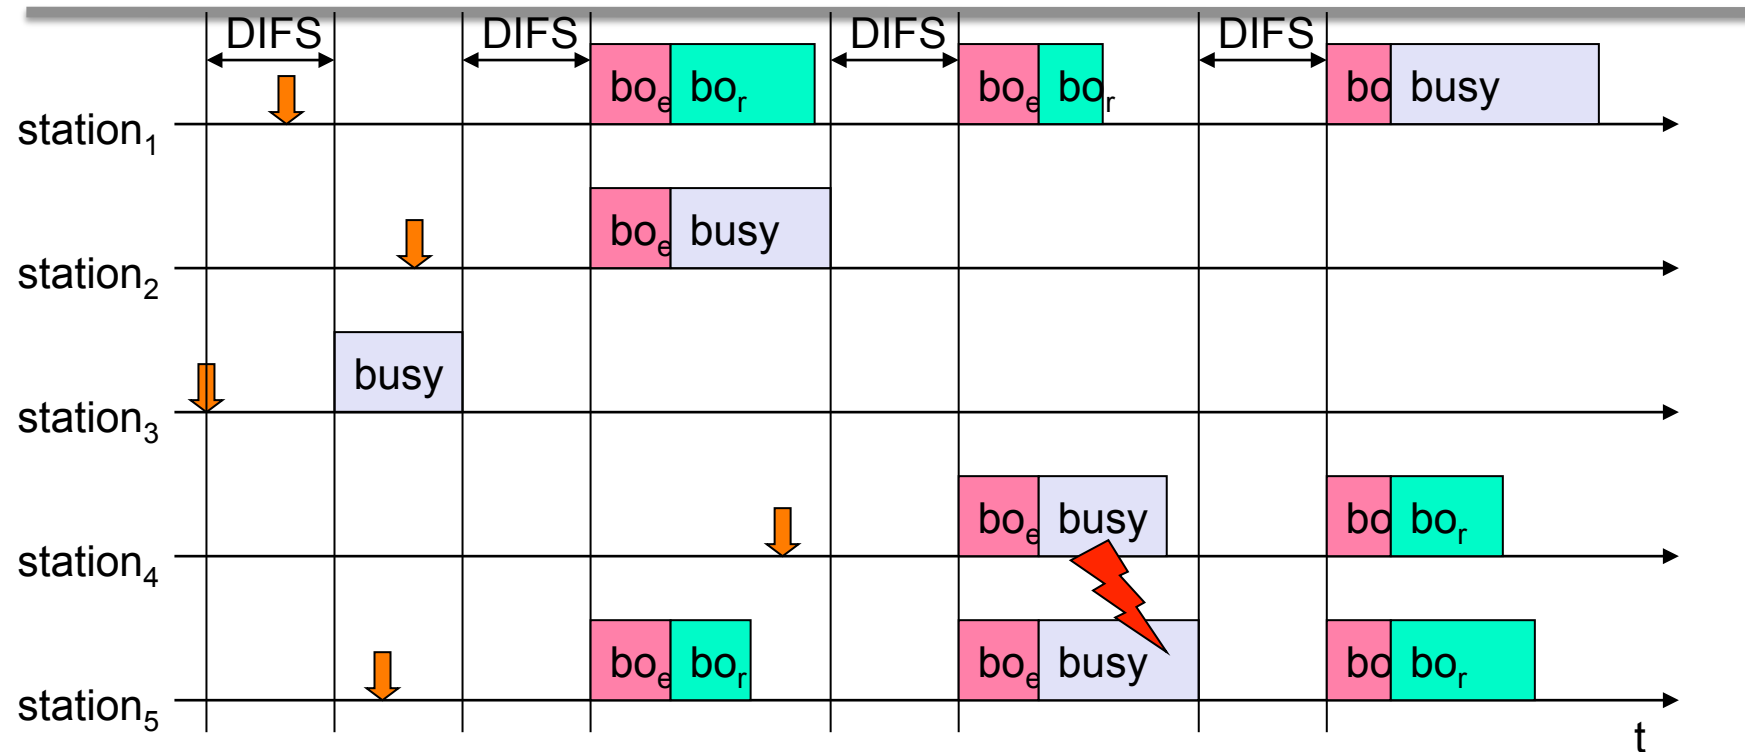 DIFS DIFS DIFS DIFS
boₑ boᵣ boₑ boᵣ bo busy
station₁
boₑ busy
station₂
busy
station₃
boₑ busy bo boᵣ
station₄
boₑ boᵣ boₑ busy bo boᵣ
station₅
t